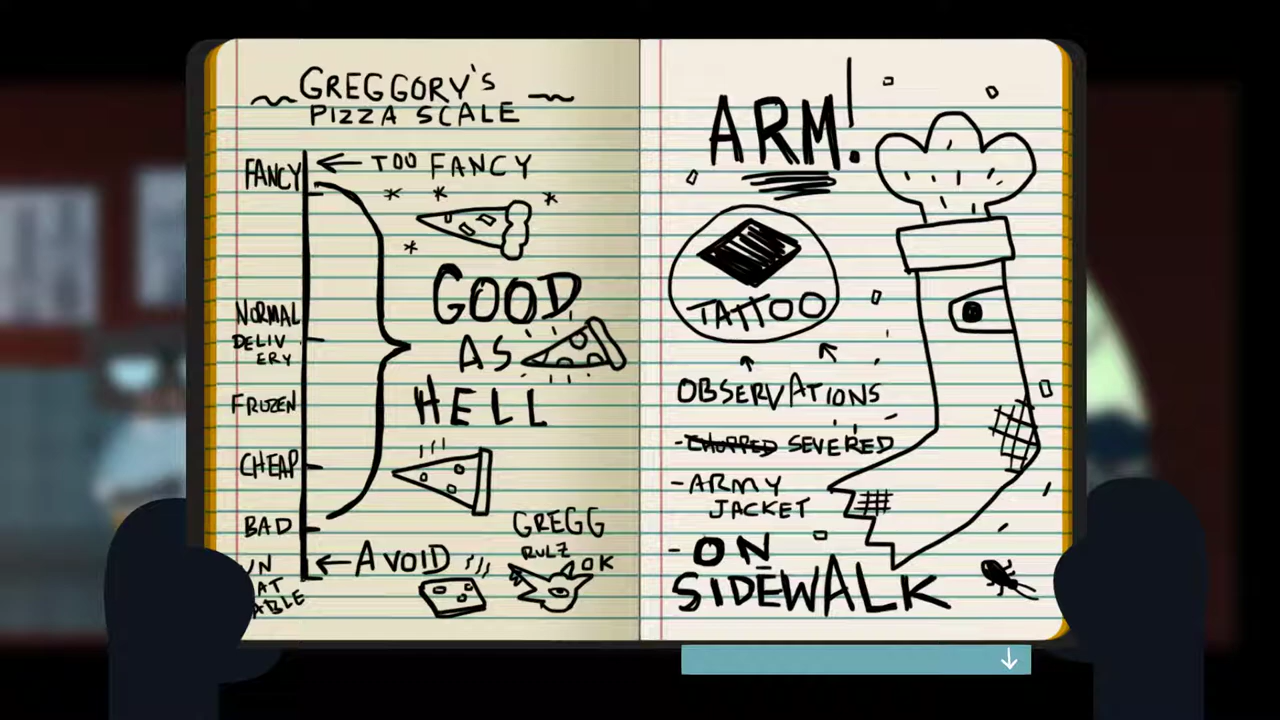 GREGGORY'S
PIZZA SCALE
FANCY
TOO FANCY
GOOD
AS
HELL
NORMAL
DELIV
ERY
FROZEN
CHEAP
BAD
AVOID
GREGG
RULZ
OK
ARM!
TATTOO
OBSERVATIONS
- CHOPPED SEVERED
- ARMY
JACKET
- ON
SIDEWALK